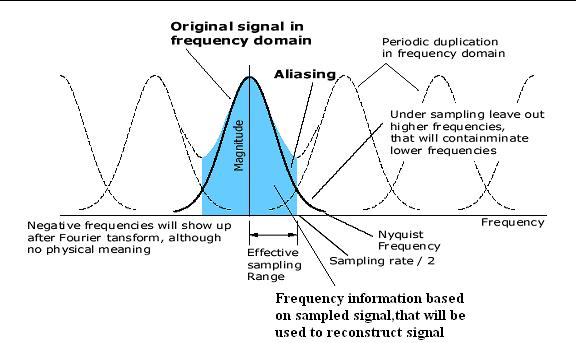 Original signal in
frequency domain
Periodic duplication
in frequency domain
Aliasing
Under sampling leave out
higher frequencies,
that will containminate
lower frequencies
Magnitude
Negative frequencies will show up
after Fourier tansform, although
no physical meaning
Frequency
Nyquist
Frequency
Effective
sampling
Range
Sampling rate / 2
Frequency information based
on sampled signal,that will be
used to reconstruct signal